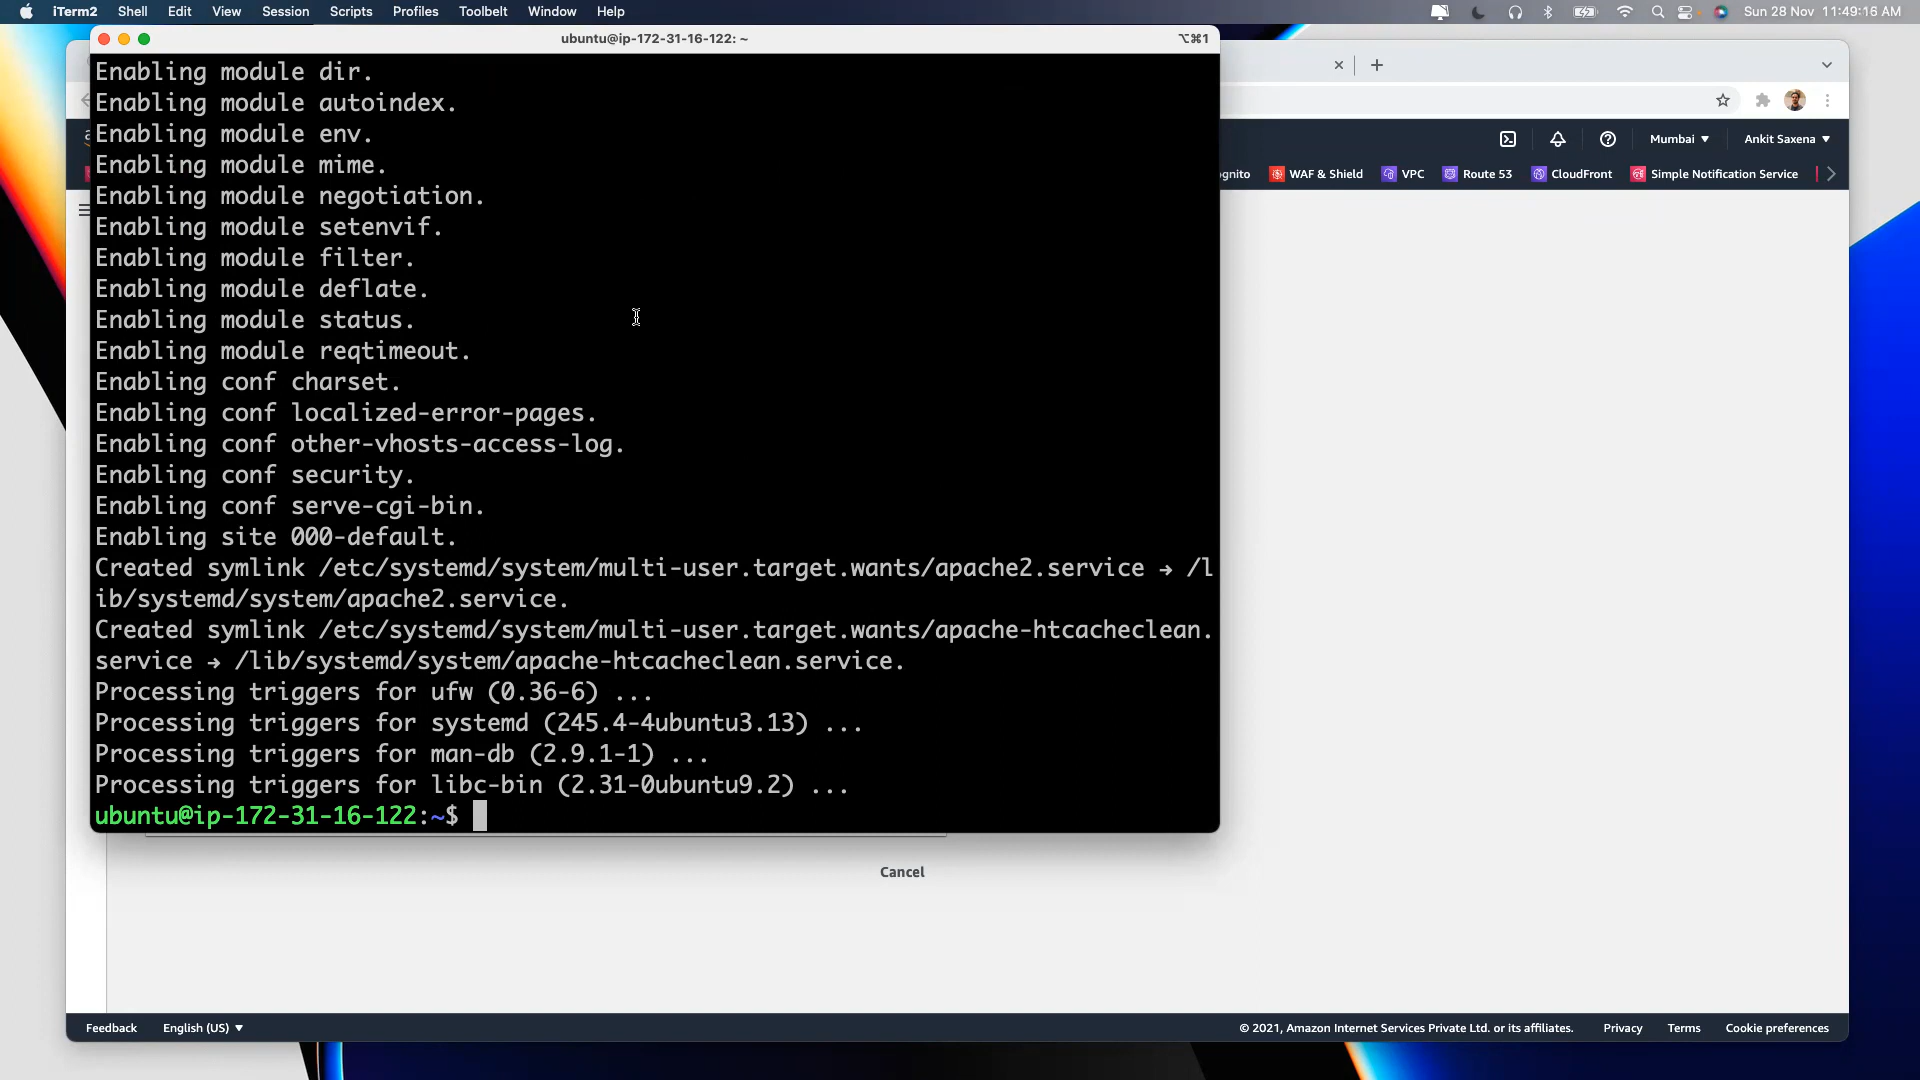 iTerm2 Shell Edit View Session Scripts Profiles Toolbelt Window Help Sun 28 Nov 11:49:16 AM
ubuntu@ip-172-31-16-122: ~ ⌥⌘1
Enabling module dir.
Enabling module autoindex.
Enabling module env.
Enabling module mime.
Enabling module negotiation.
Enabling module setenvif.
Enabling module filter.
Enabling module deflate.
Enabling module status.
Enabling module reqtimeout.
Enabling conf charset.
Enabling conf localized-error-pages.
Enabling conf other-vhosts-access-log.
Enabling conf security.
Enabling conf serve-cgi-bin.
Enabling site 000-default.
Created symlink /etc/systemd/system/multi-user.target.wants/apache2.service → /l
ib/systemd/system/apache2.service.
Created symlink /etc/systemd/system/multi-user.target.wants/apache-htcacheclean.
service → /lib/systemd/system/apache-htcacheclean.service.
Processing triggers for ufw (0.36-6) ...
Processing triggers for systemd (245.4-4ubuntu3.13) ...
Processing triggers for man-db (2.9.1-1) ...
Processing triggers for libc-bin (2.31-0ubuntu9.2) ...
ubuntu@ip-172-31-16-122:~$
Mumbai ▼ Ankit Saxena ▼
ognito WAF & Shield VPC Route 53 CloudFront Simple Notification Service
Cancel
Feedback English (US) ▼ © 2021, Amazon Internet Services Private Ltd. or its affiliates. Privacy Terms Cookie preferences